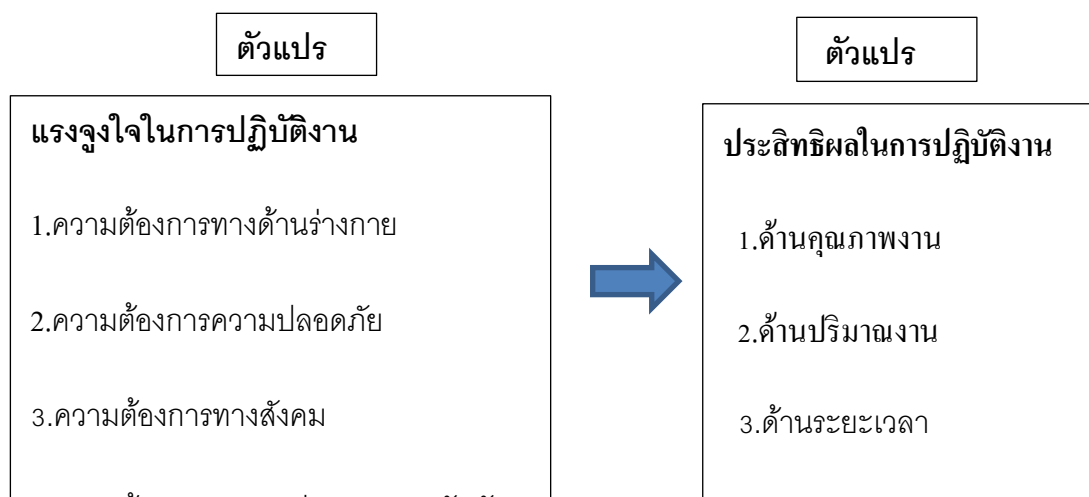 ตัวแปร
แรงจูงใจในการปฏิบัติงาน
1.ความต้องการทางด้านร่างกาย
2.ความต้องการความปลอดภัย
3.ความต้องการทางสังคม
ตัวแปร
ประสิทธิผลในการปฏิบัติงาน
1.ด้านคุณภาพงาน
2.ด้านปริมาณงาน
3.ด้านระยะเวลา